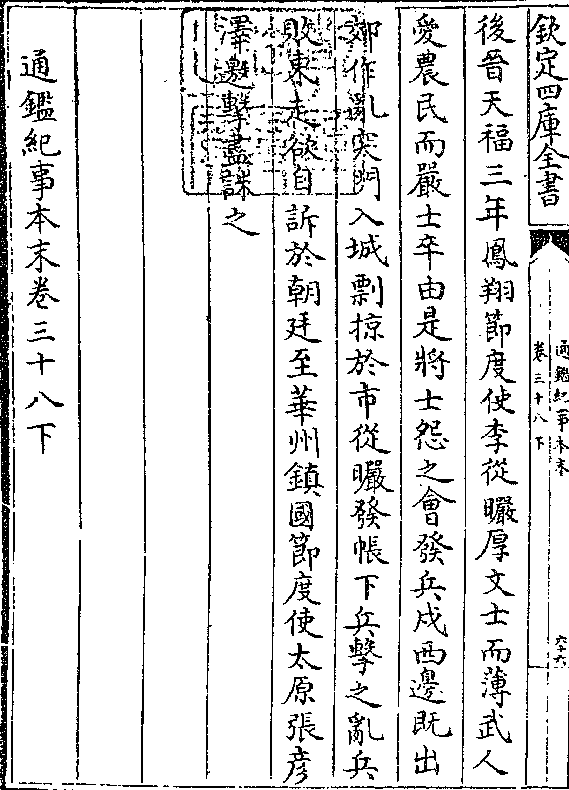 欽定四庫全書
通鑑紀事本末
卷三十八下
六十六
後晉天福三年鳳翔節度使李從曮厚文士而薄武人
愛農民而嚴士卒由是將士怨之會發兵戍西邊既出
郊作亂突門入城剽掠於市從曮發帳下兵擊之亂兵
敗東走欲自訴於朝廷至華州鎮國節度使太原張彦
澤邀擊盡誅之
通鑑紀事本末卷三十八下